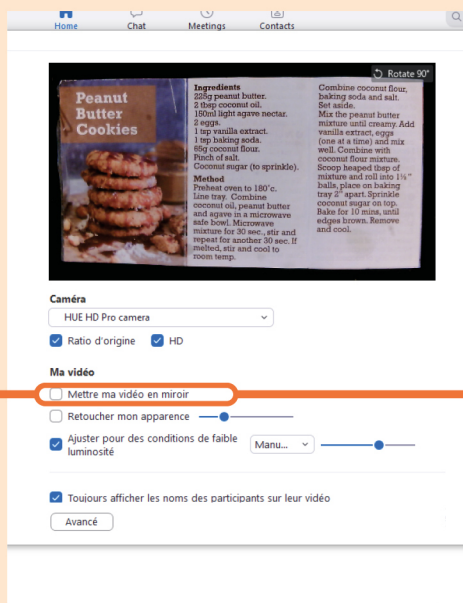 Home Chat Meetings Contacts
Rotate 90°
Peanut
Butter
Cookies
Ingredients
225g peanut butter.
2 tbsp coconut oil.
150ml light agave nectar.
2 eggs.
1 tsp vanilla extract.
1 tsp baking soda.
65g coconut flour.
Pinch of salt.
Coconut sugar (to sprinkle).
Method
Preheat oven to 180°c.
Line tray. Combine
coconut oil, peanut butter
and agave in a microwave
safe bowl. Microwave
mixture for 30 sec., stir and
repeat for another 30 sec. If
melted, stir and cool to
room temp.
Combine coconut flour,
baking soda and salt.
Set aside.
Mix the peanut butter
mixture until creamy. Add
vanilla extract, eggs
(one at a time) and mix
well. Combine with
coconut flour mixture.
Scoop heaped tbsp of
mixture and roll into 1½"
balls, place on baking
tray 2" apart. Sprinkle
coconut sugar on top.
Bake for 10 mins, until
edges brown. Remove
and cool.
Caméra
HUE HD Pro camera
Ratio d'origine HD
Ma vidéo
Mettre ma vidéo en miroir
Retoucher mon apparence
Ajuster pour des conditions de faible
luminosité
Manu...
Toujours afficher les noms des participants sur leur vidéo
Avancé